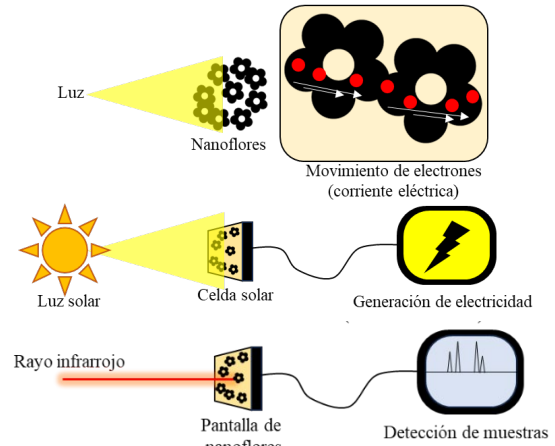 Luz
Nanoflores
Movimiento de electrones
(corriente eléctrica)
Luz solar
Celda solar
Generación de electricidad
Rayo infrarrojo
Pantalla de
nanoflores
Detección de muestras